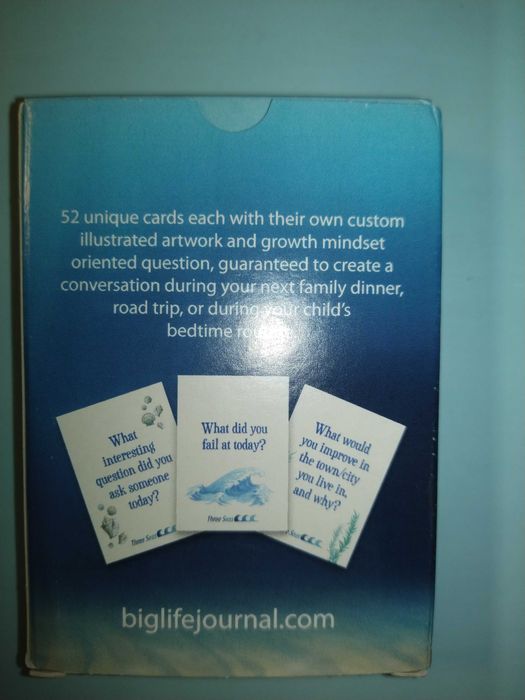 52 unique cards each with their own custom
illustrated artwork and growth mindset
oriented question, guaranteed to create a
conversation during your next family dinner,
road trip, or during your child's
bedtime
What
interesting
question did you
ask someone
today?
Three Seas
What did you
fail at today?
Three Seas
What would
you improve in
the town/city
you live in,
and why?
Seas
biglifejournal.com